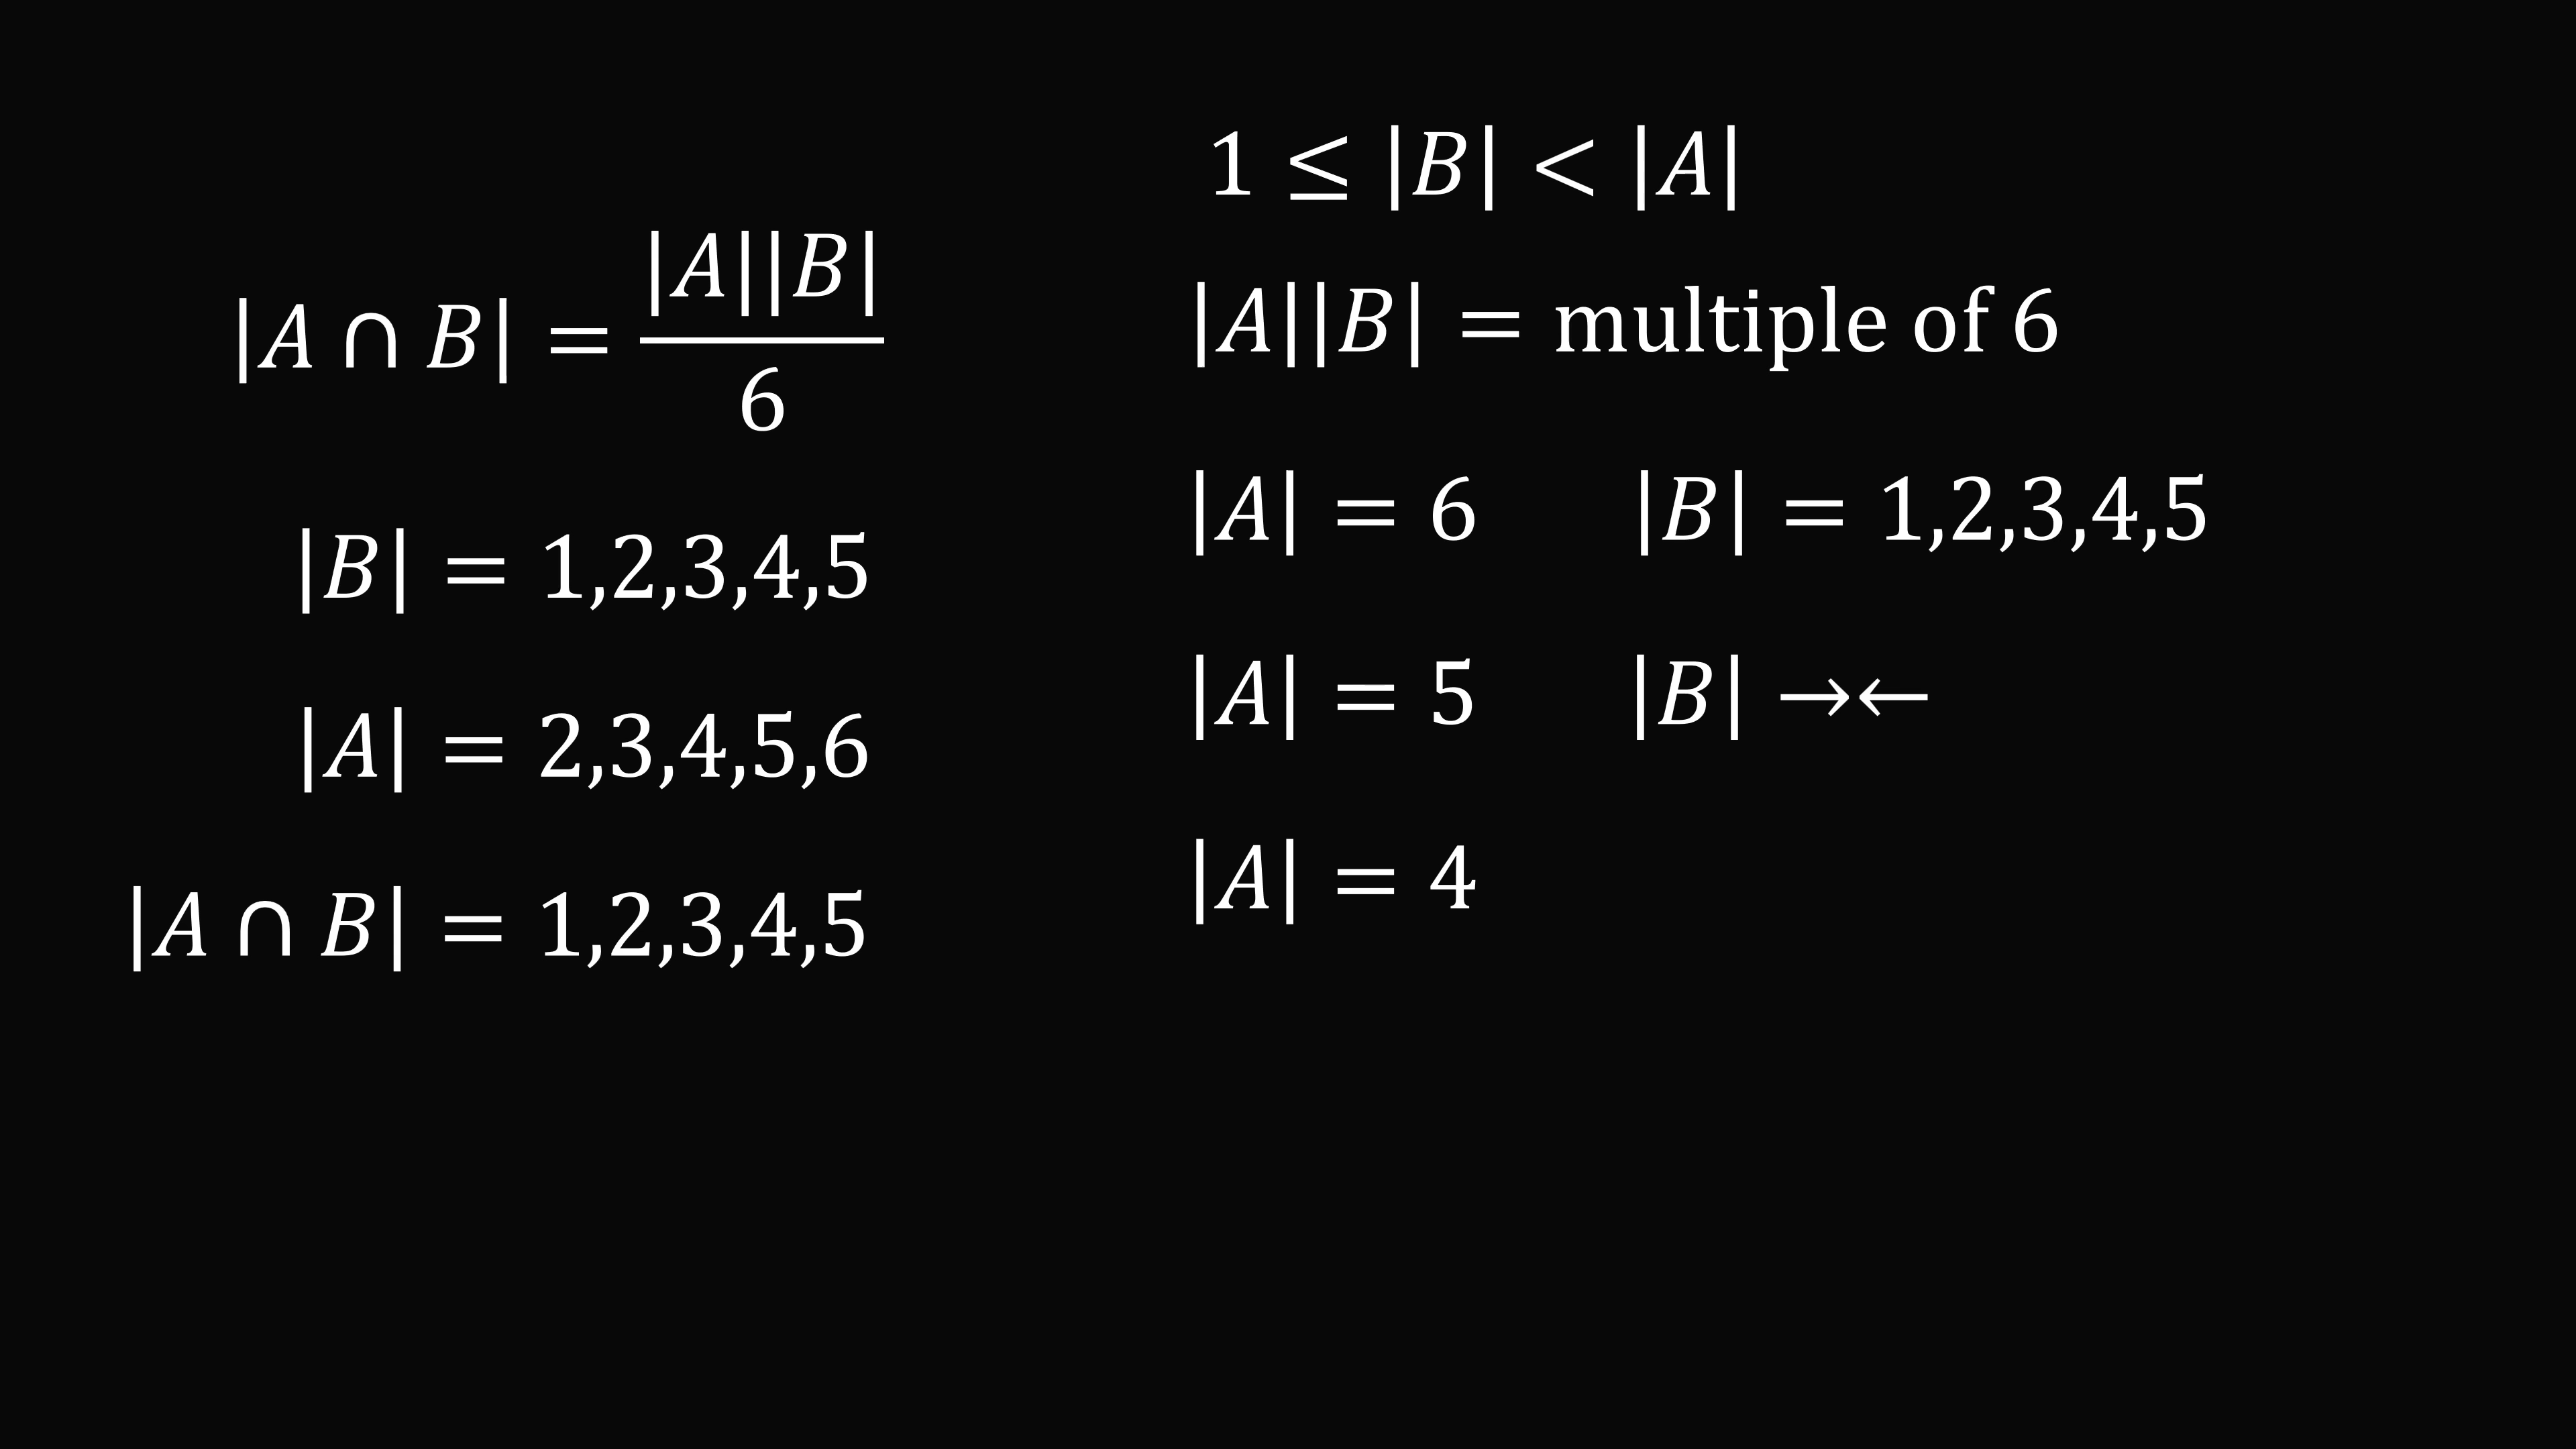 |A ∩ B| = |A||B| / 6
|B| = 1,2,3,4,5
|A| = 2,3,4,5,6
|A ∩ B| = 1,2,3,4,5
1 ≤ |B| < |A|
|A||B| = multiple of 6
|A| = 6 |B| = 1,2,3,4,5
|A| = 5 |B| →←
|A| = 4